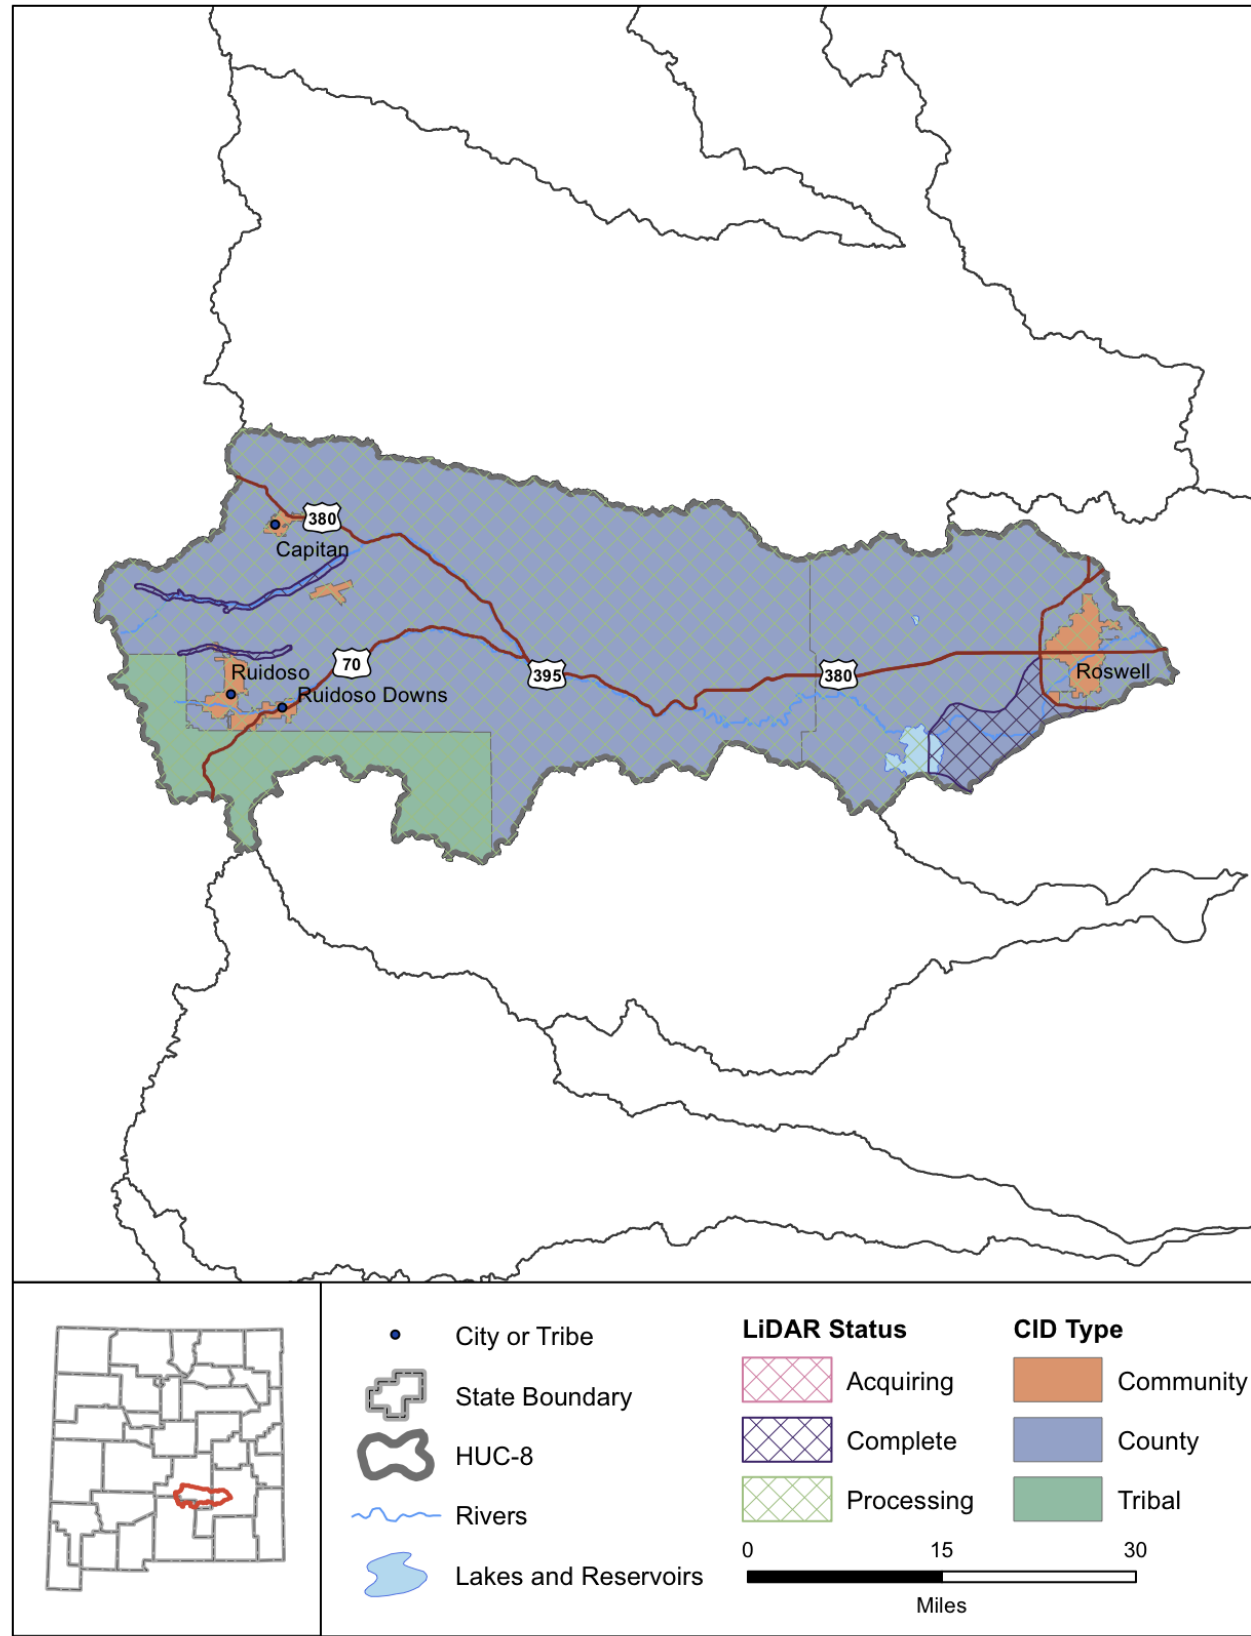 380
Capitan
Ruidoso
70
Ruidoso Downs
395
380
Roswell
City or Tribe
State Boundary
HUC-8
Rivers
Lakes and Reservoirs
LiDAR Status
Acquiring
Complete
Processing
CID Type
Community
County
Tribal
0 15 30
Miles